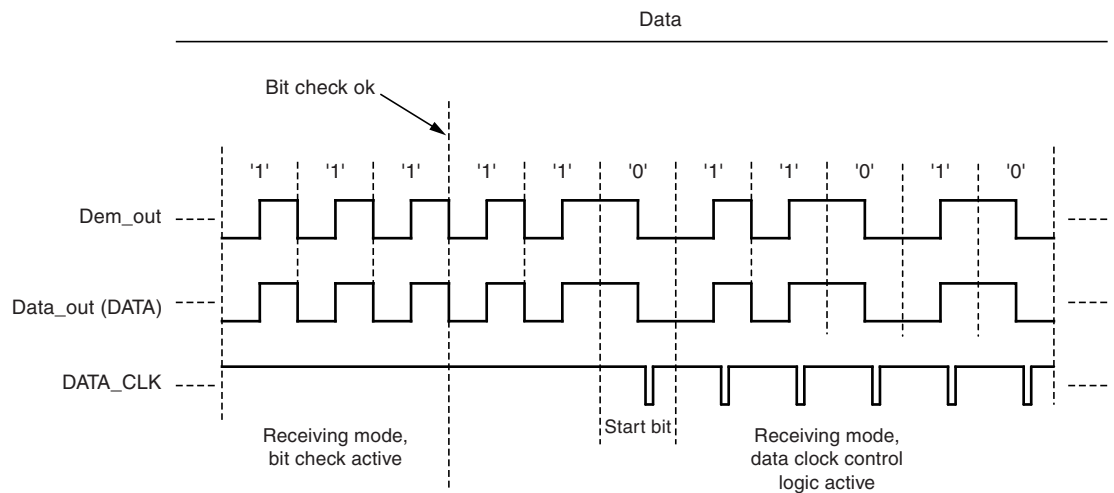 Data
Bit check ok
'1' '1' '1' '1' '1' '0' '1' '1' '0' '1' '0'
Dem_out
Data_out (DATA)
DATA_CLK
Start bit
Receiving mode,
bit check active
Receiving mode,
data clock control
logic active